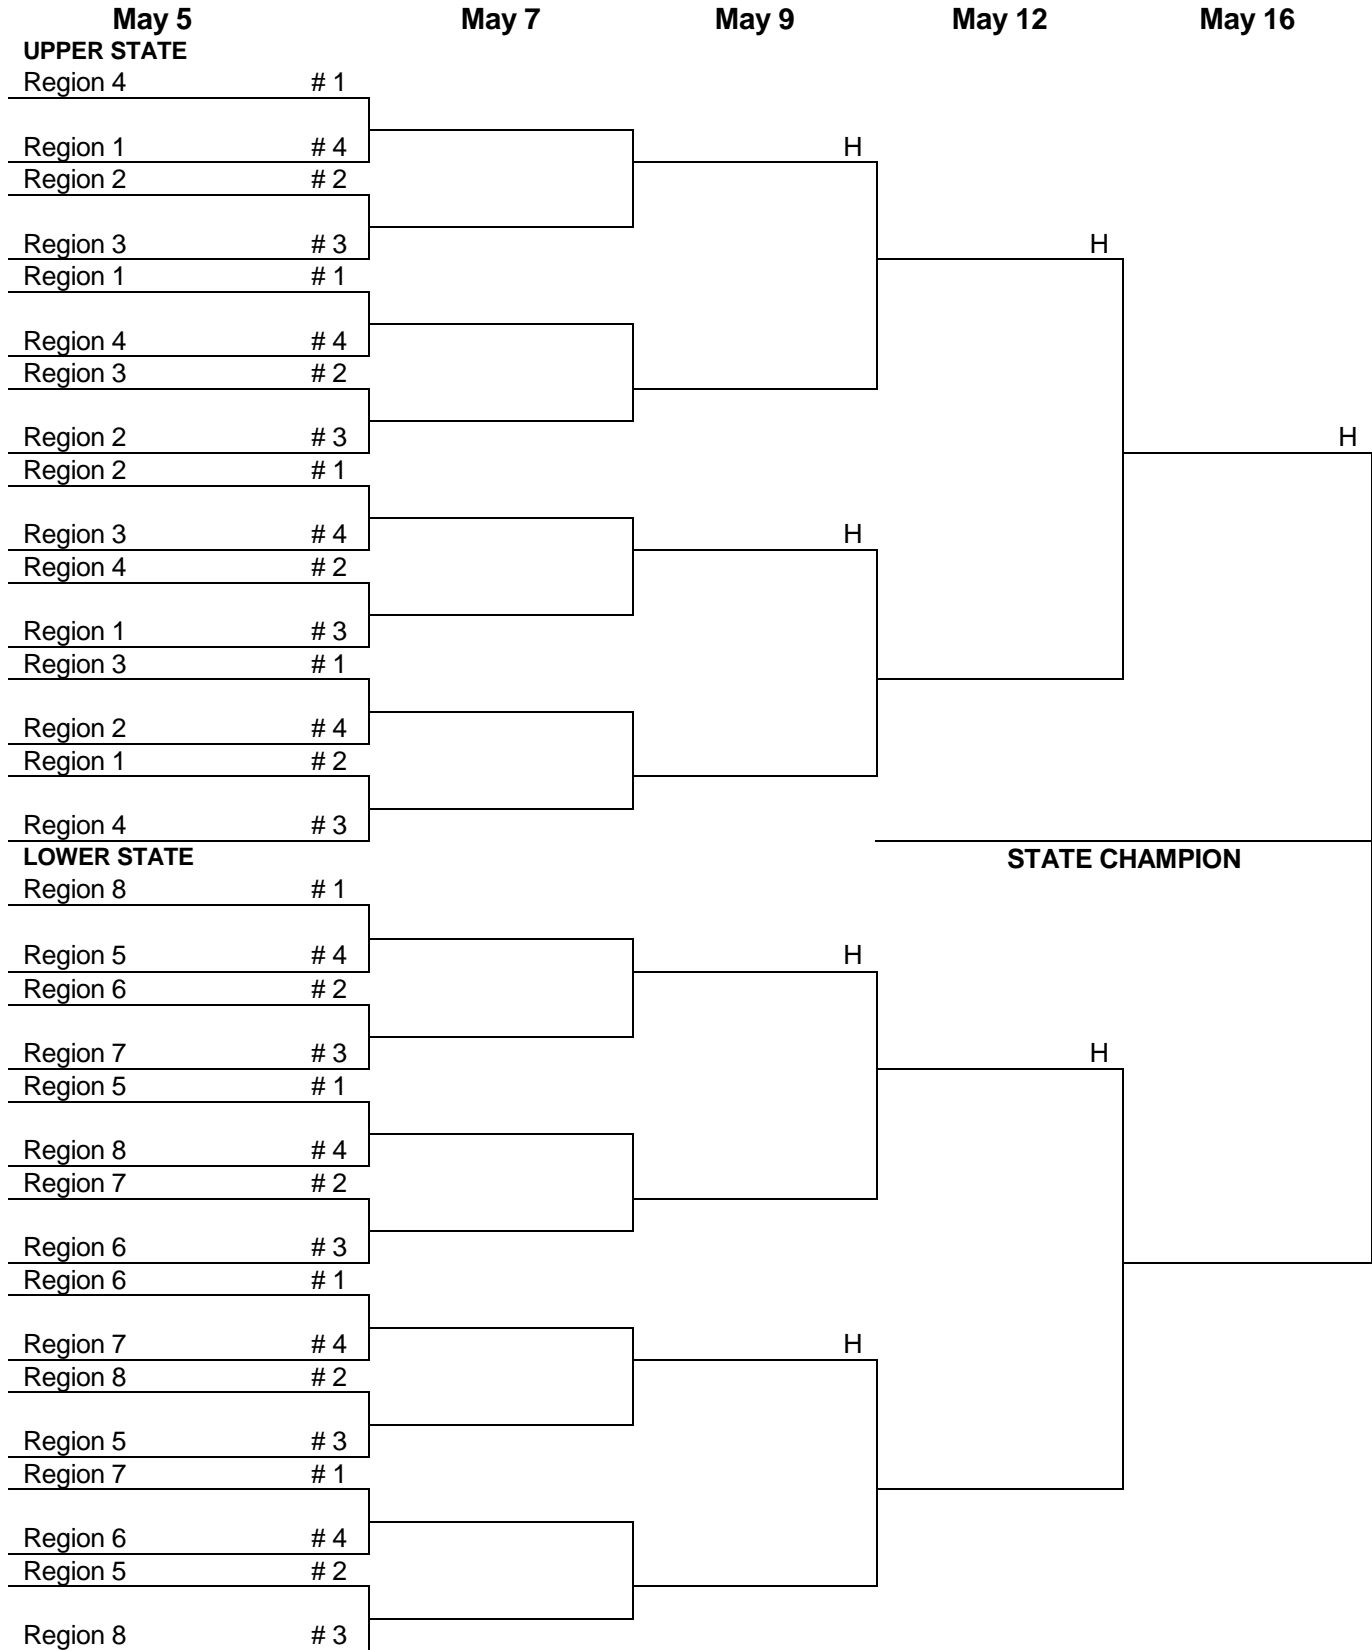 May 5 May 7 May 9 May 12 May 16
UPPER STATE
Region 4 # 1
Region 1 # 4 H
Region 2 # 2
Region 3 # 3 H
Region 1 # 1
Region 4 # 4
Region 3 # 2
Region 2 # 3 H
Region 2 # 1
Region 3 # 4 H
Region 4 # 2
Region 1 # 3
Region 3 # 1
Region 2 # 4
Region 1 # 2
Region 4 # 3
LOWER STATE STATE CHAMPION
Region 8 # 1
Region 5 # 4 H
Region 6 # 2
Region 7 # 3 H
Region 5 # 1
Region 8 # 4
Region 7 # 2
Region 6 # 3
Region 6 # 1
Region 7 # 4 H
Region 8 # 2
Region 5 # 3
Region 7 # 1
Region 6 # 4
Region 5 # 2
Region 8 # 3